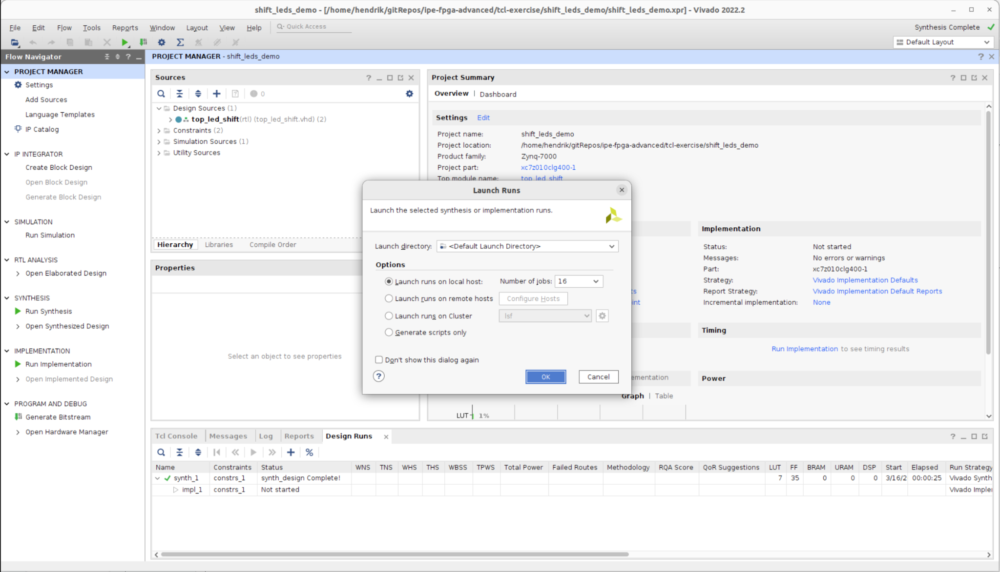 shift_leds_demo - [/home/hendrik/gitRepos/ipe-fpga-advanced/tcl-exercise/shift_leds_demo/shift_leds_demo.xpr] - Vivado 2022.2
File Edit Flow Tools Reports Window Layout View Help Quick Access
Synthesis Complete
Default Layout
Flow Navigator
PROJECT MANAGER
Settings
Add Sources
Language Templates
IP Catalog
IP INTEGRATOR
Create Block Design
Open Block Design
Generate Block Design
SIMULATION
Run Simulation
RTL ANALYSIS
Open Elaborated Design
SYNTHESIS
Run Synthesis
Open Synthesized Design
IMPLEMENTATION
Run Implementation
Open Implemented Design
PROGRAM AND DEBUG
Generate Bitstream
Open Hardware Manager
PROJECT MANAGER - shift_leds_demo
Sources
0
Design Sources (1)
top_led_shift(rtl) (top_led_shift.vhd) (2)
Constraints (2)
Simulation Sources (1)
Utility Sources
Hierarchy Libraries Compile Order
Properties
Select an object to see properties
Project Summary
Overview | Dashboard
Settings Edit
Project name: shift_leds_demo
Project location: /home/hendrik/gitRepos/ipe-fpga-advanced/tcl-exercise/shift_leds_demo
Product family: Zynq-7000
Project part: xc7z010clg400-1
Top module name: top_led_shift
Implementation
Status: Not started
Messages: No errors or warnings
Part: xc7z010clg400-1
Strategy: Vivado Implementation Defaults
ts Report Strategy: Vivado Implementation Default Reports
int Incremental implementation: None
Timing
Run Implementation to see timing results
ementation
Power
Graph | Table
LUT 1%
Launch Runs
Launch the selected synthesis or implementation runs.
Launch directory: <Default Launch Directory>
Options
Launch runs on local host: Number of jobs: 16
Launch runs on remote hosts Configure Hosts
Launch runs on Cluster lsf
Generate scripts only
Don't show this dialog again
? OK Cancel
Tcl Console Messages Log Reports Design Runs
Name Constraints Status WNS TNS WHS THS WBSS TPWS Total Power Failed Routes Methodology RQA Score QoR Suggestions LUT FF BRAM URAM DSP Start Elapsed Run Strategy
synth_1 constrs_1 synth_design Complete! 7 35 0 0 0 3/16/2 00:00:25 Vivado Synth
impl_1 constrs_1 Not started Vivado Imple